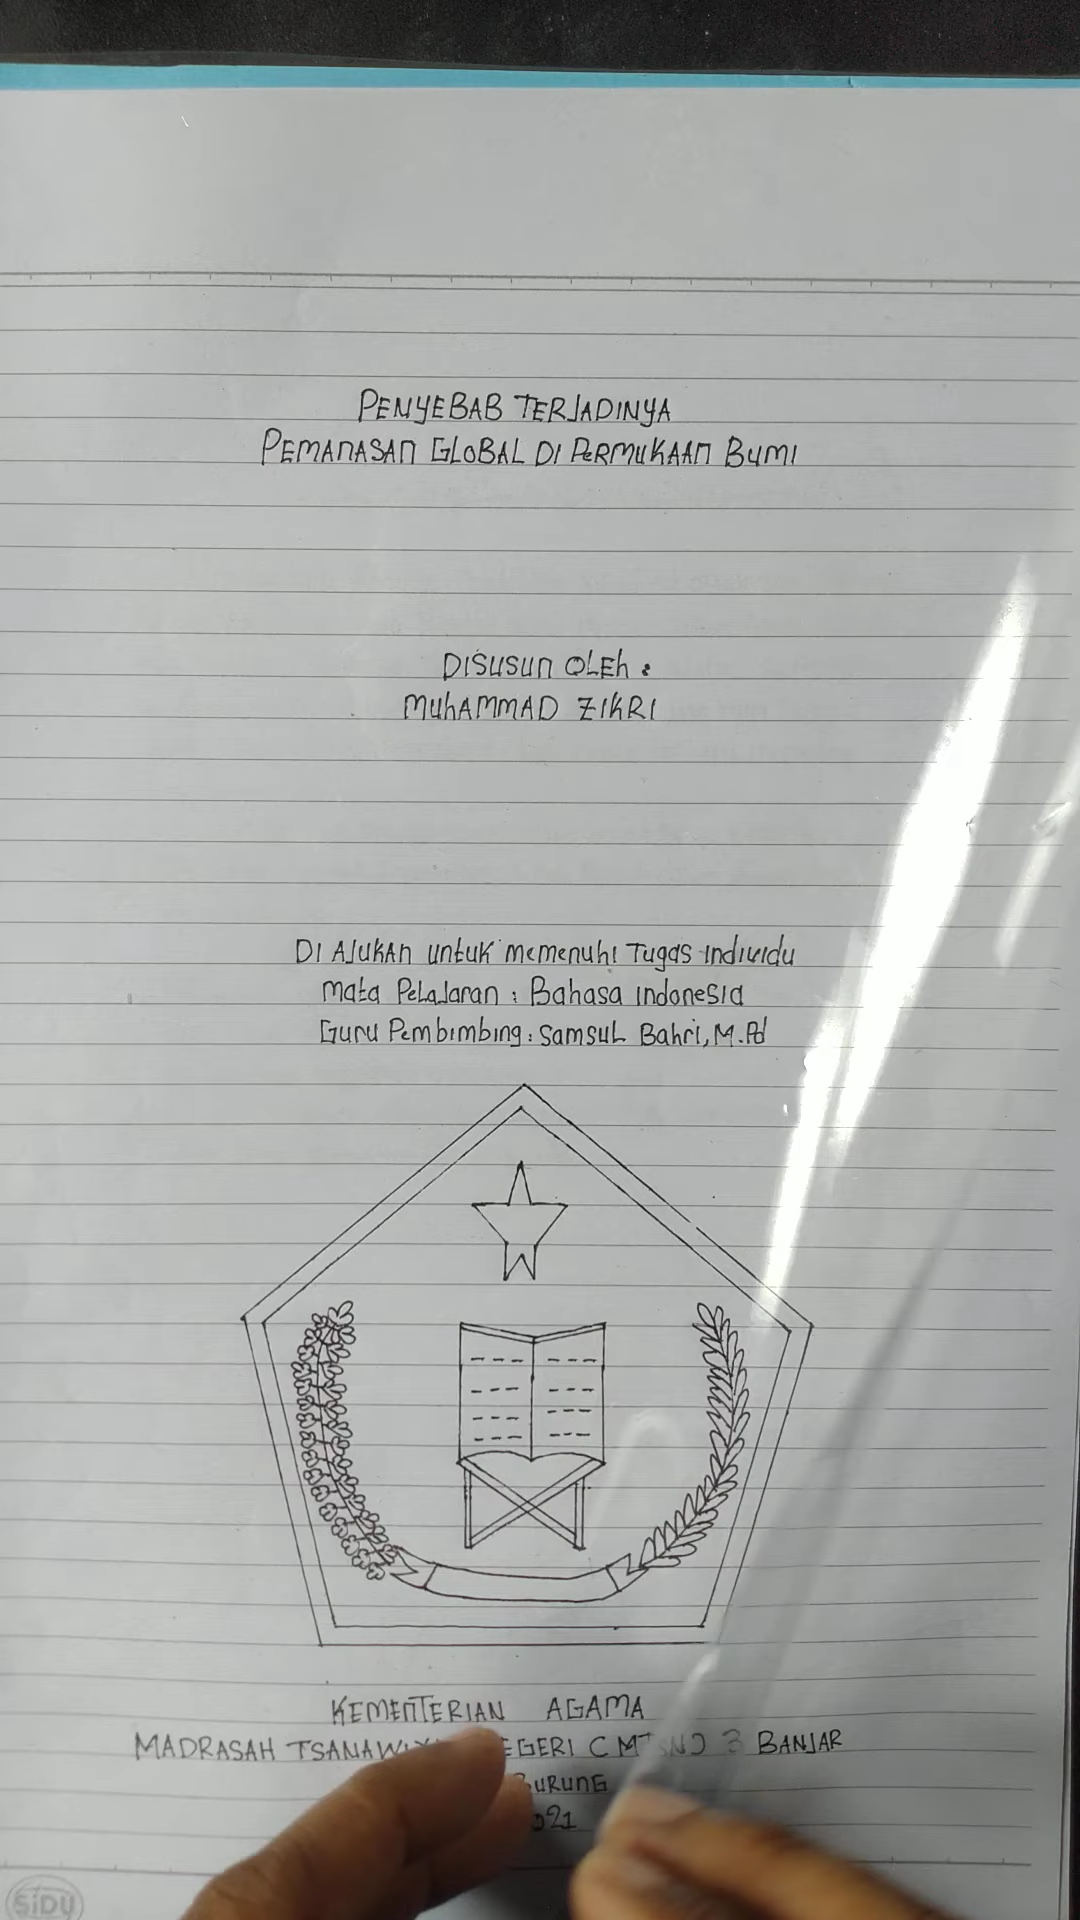 PENYEBAB TERJADINYA
PEMANASAN GLOBAL DI PERMUKAAN BUMI
DISUSUN OLEH :
MUHAMMAD ZIKRI
DI AJUKAN UNTUK MEMENUHI TUGAS INDIVIDU
MATA PELAJARAN : BAHASA INDONESIA
GURU PEMBIMBING : SAMSUL BAHRI, M.Pd
KEMENTERIAN AGAMA
MADRASAH 3 BANJAR
SIDU